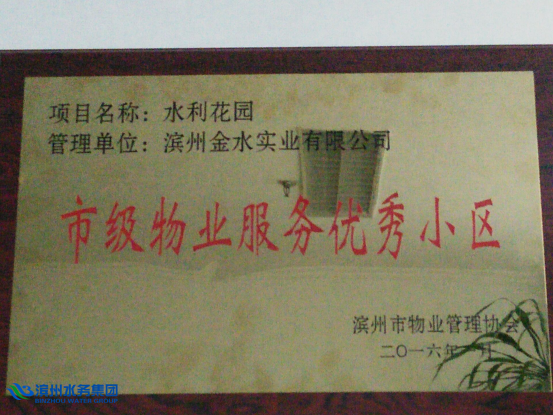 项目名称：水利花园
管理单位：滨州金水实业有限公司
市级物业服务优秀小区
滨州市物业管理协会
二〇一六年 月
滨州水务集团